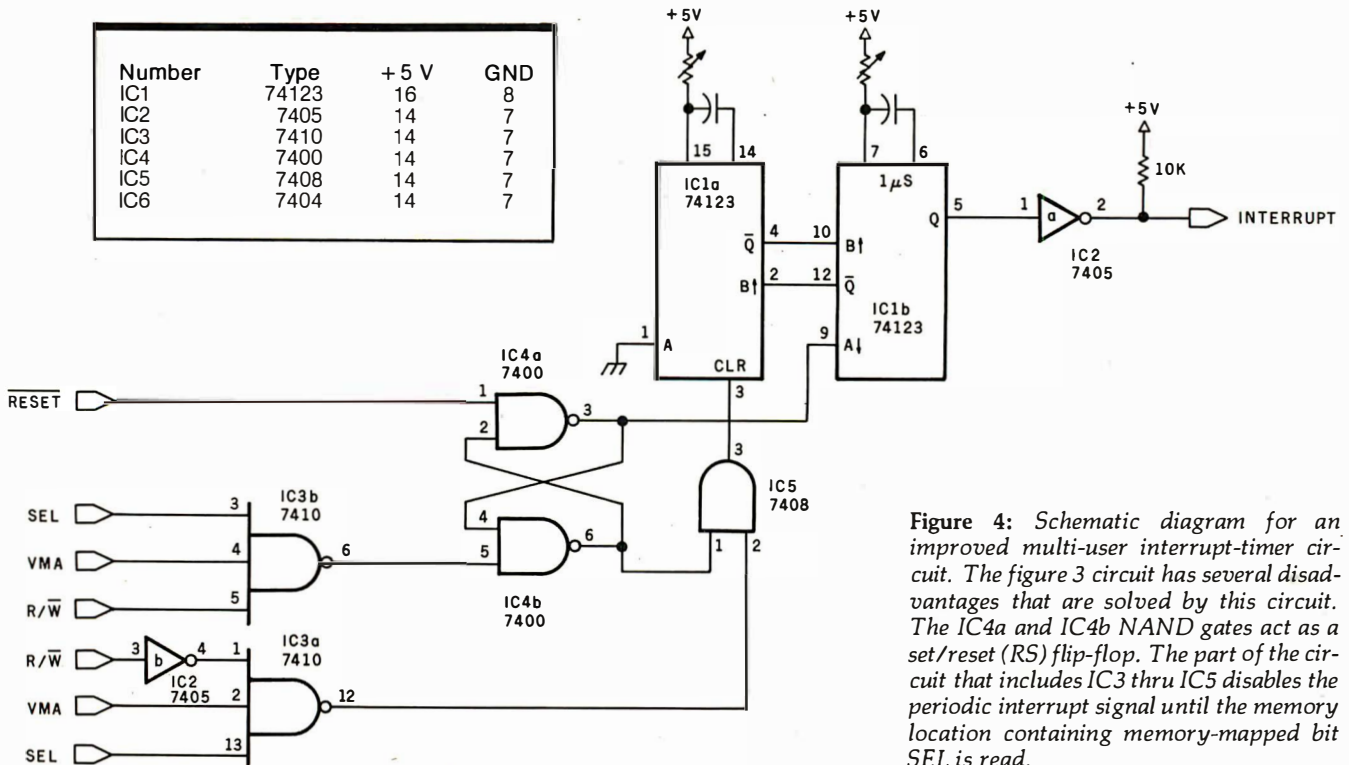 Number Type +5 V GND
IC1 74123 16 8
IC2 7405 14 7
IC3 7410 14 7
IC4 7400 14 7
IC5 7408 14 7
IC6 7404 14 7
+5V
+5V
+5V
10K
15 14
7 6
IC1a
74123
1μS
Q 5
1 a 2
INTERRUPT
IC2
7405
Q̅ 4 10 B↑
B↑ 2 12 Q̅
IC1b
74123
1 A
9 A↓
CLR
3
IC4a
7400
R̅E̅S̅E̅T̅
1
2
3
3
IC5
7408
1 2
SEL 3
VMA 4
R/W̅ 5
IC3b
7410
6
4
5
6
IC4b
7400
R/W̅ 3 b 4 1
IC2
7405
VMA 2
SEL 13
IC3a
7410
12
Figure 4: Schematic diagram for an
improved multi-user interrupt-timer cir-
cuit. The figure 3 circuit has several disad-
vantages that are solved by this circuit.
The IC4a and IC4b NAND gates act as a
set/reset (RS) flip-flop. The part of the cir-
cuit that includes IC3 thru IC5 disables the
periodic interrupt signal until the memory
location containing memory-mapped bit
SEL is read.